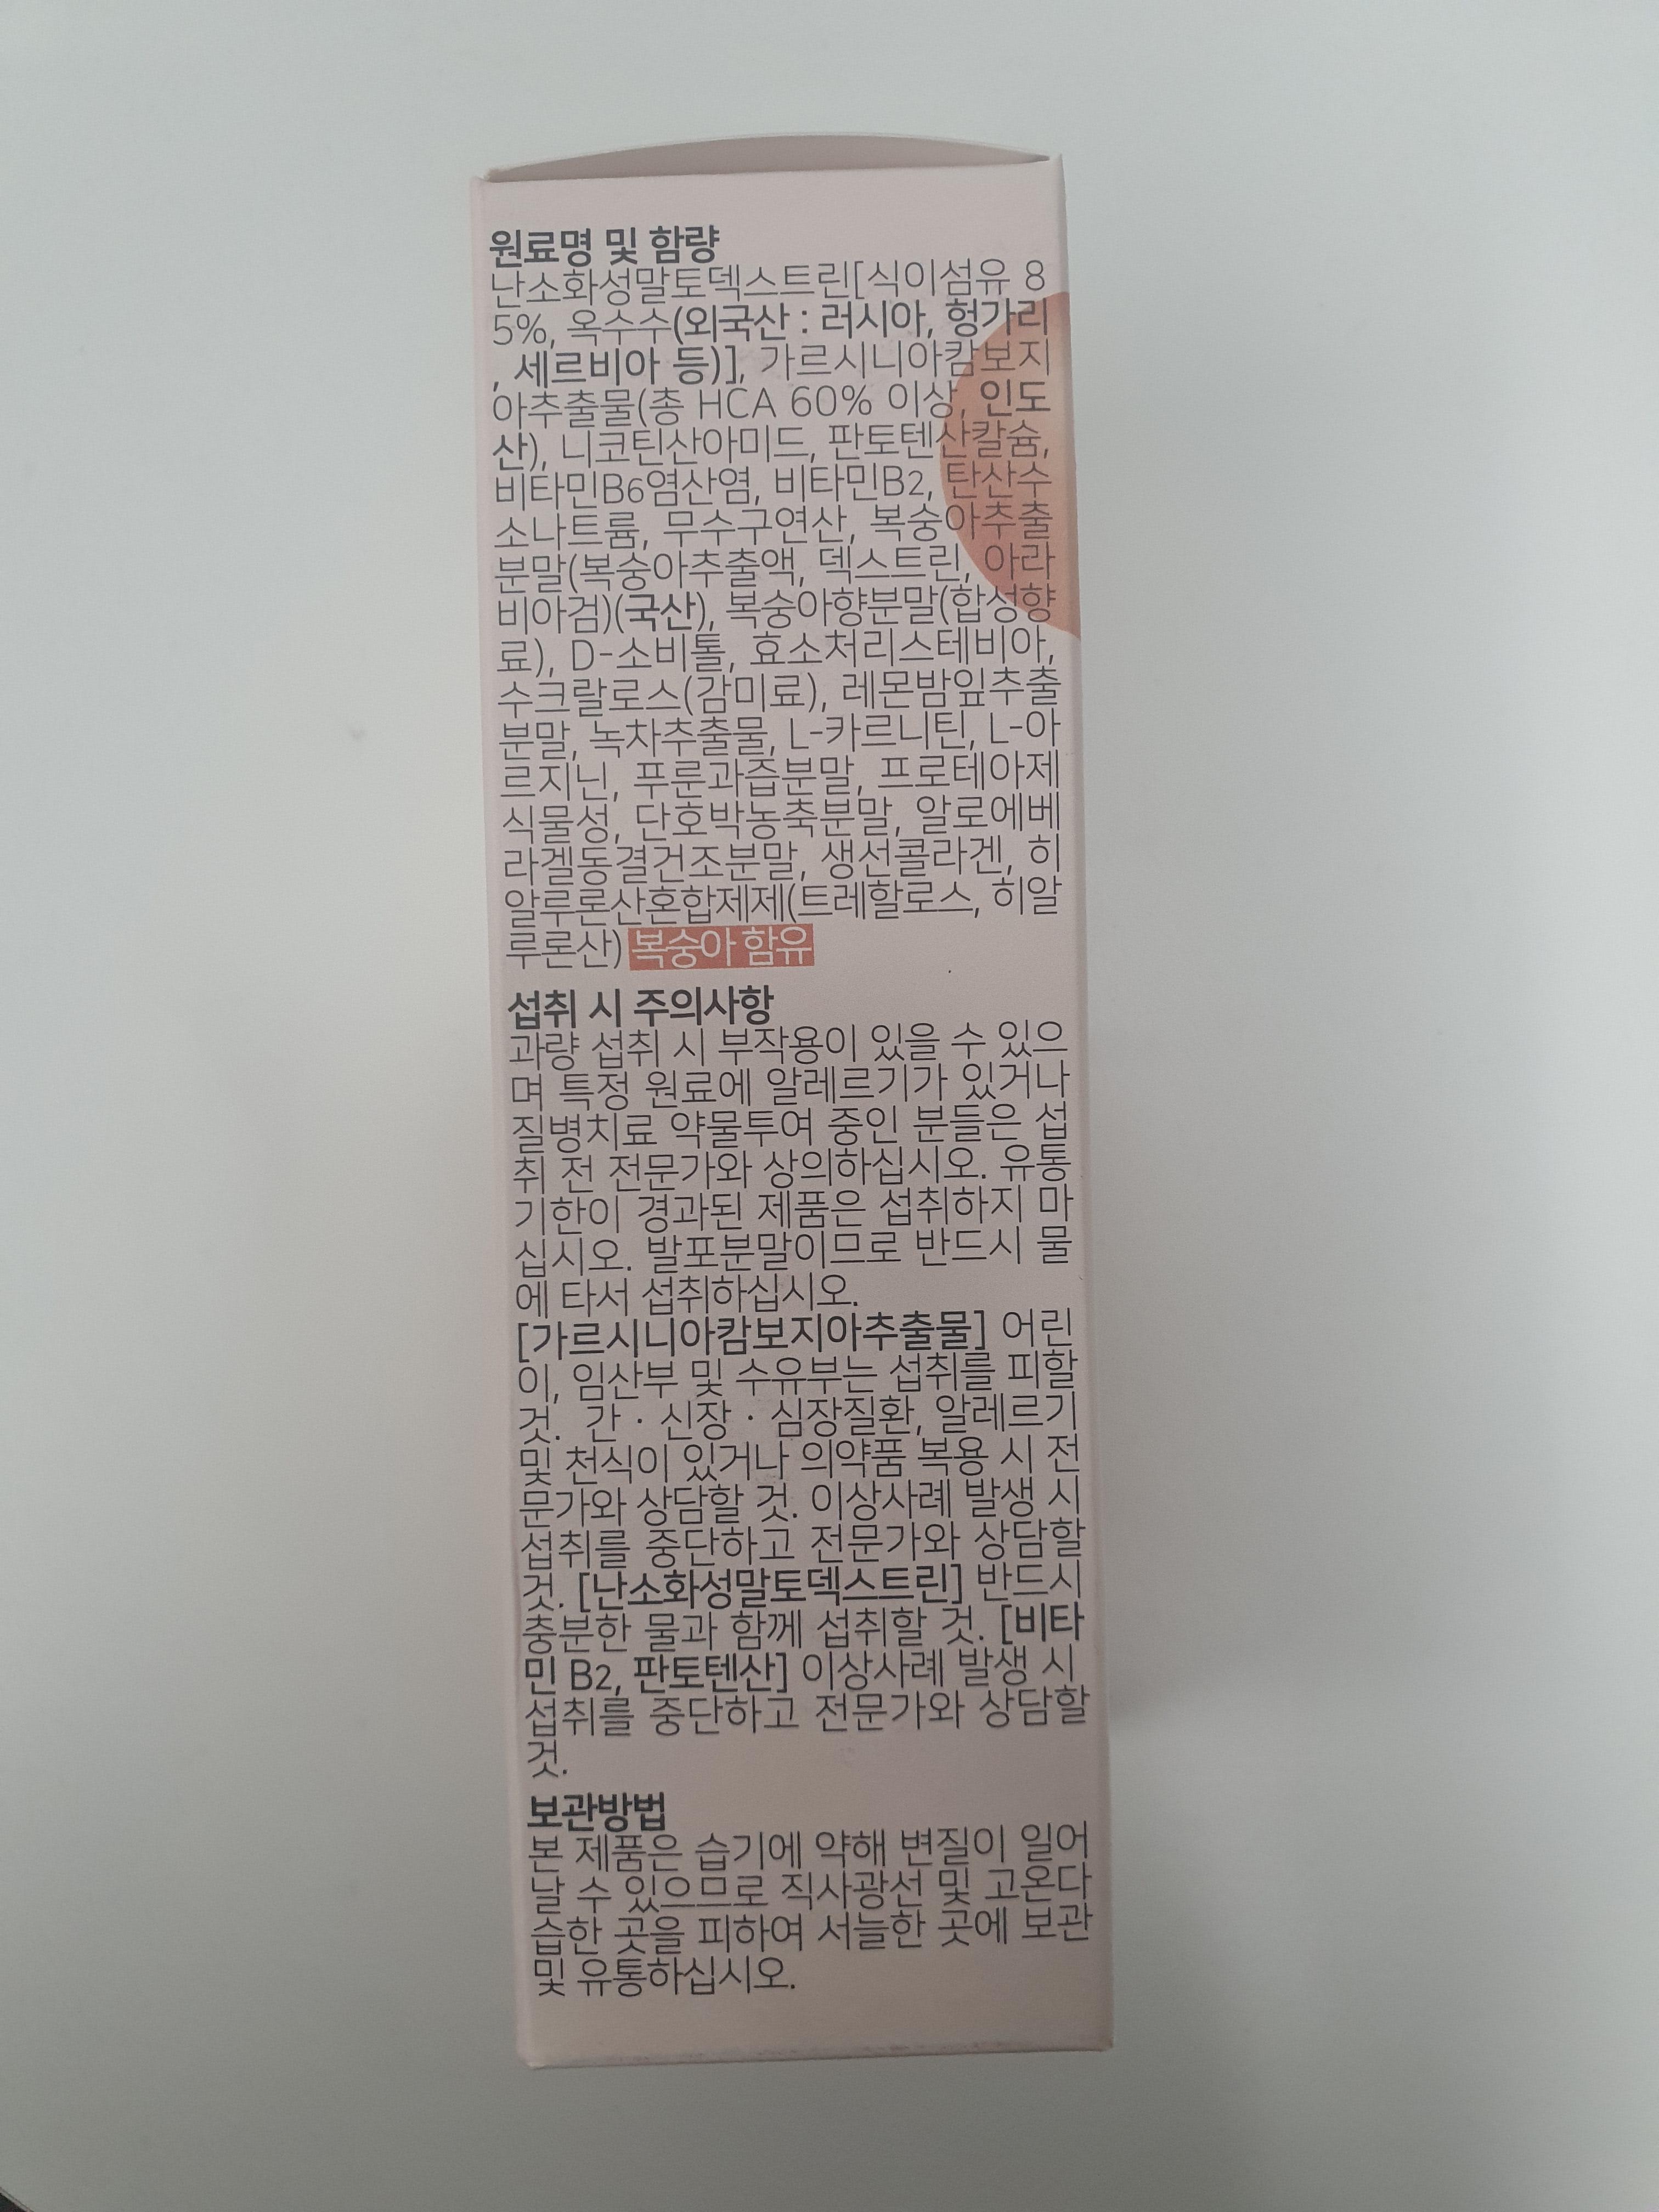 원료명 및 함량
난소화성말토덱스트린[식이섬유 8
5%, 옥수수(외국산 : 러시아, 헝가리
, 세르비아 등)], 가르시니아캄보지
아추출물(총 HCA 60% 이상, 인도
산), 니코틴산아미드, 판토텐산칼슘,
비타민B6염산염, 비타민B2, 탄산수
소나트륨, 무수구연산, 복숭아추출
분말(복숭아추출액, 덱스트린, 아라
비아검)(국산), 복숭아향분말(합성향
료), D-소비톨, 효소처리스테비아,
수크랄로스(감미료), 레몬밤잎추출
분말, 녹차추출물, L-카르니틴, L-아
르지닌, 푸룬과즙분말, 프로테아제
식물성, 단호박농축분말, 알로에베
라겔동결건조분말, 생선콜라겐, 히
알루론산혼합제제(트레할로스, 히알
루론산) 복숭아 함유
섭취 시 주의사항
과량 섭취 시 부작용이 있을 수 있으
며 특정 원료에 알레르기가 있거나
질병치료 약물투여 중인 분들은 섭
취 전 전문가와 상의하십시오. 유통
기한이 경과된 제품은 섭취하지 마
십시오. 발포분말이므로 반드시 물
에 타서 섭취하십시오.
[가르시니아캄보지아추출물] 어린
이, 임산부 및 수유부는 섭취를 피할
것. 간 · 신장 · 심장질환, 알레르기
및 천식이 있거나 의약품 복용 시 전
문가와 상담할 것. 이상사례 발생 시
섭취를 중단하고 전문가와 상담할
것. [난소화성말토덱스트린] 반드시
충분한 물과 함께 섭취할 것. [비타
민 B2, 판토텐산] 이상사례 발생 시
섭취를 중단하고 전문가와 상담할
것.
보관방법
본 제품은 습기에 약해 변질이 일어
날 수 있으므로 직사광선 및 고온다
습한 곳을 피하여 서늘한 곳에 보관
및 유통하십시오.